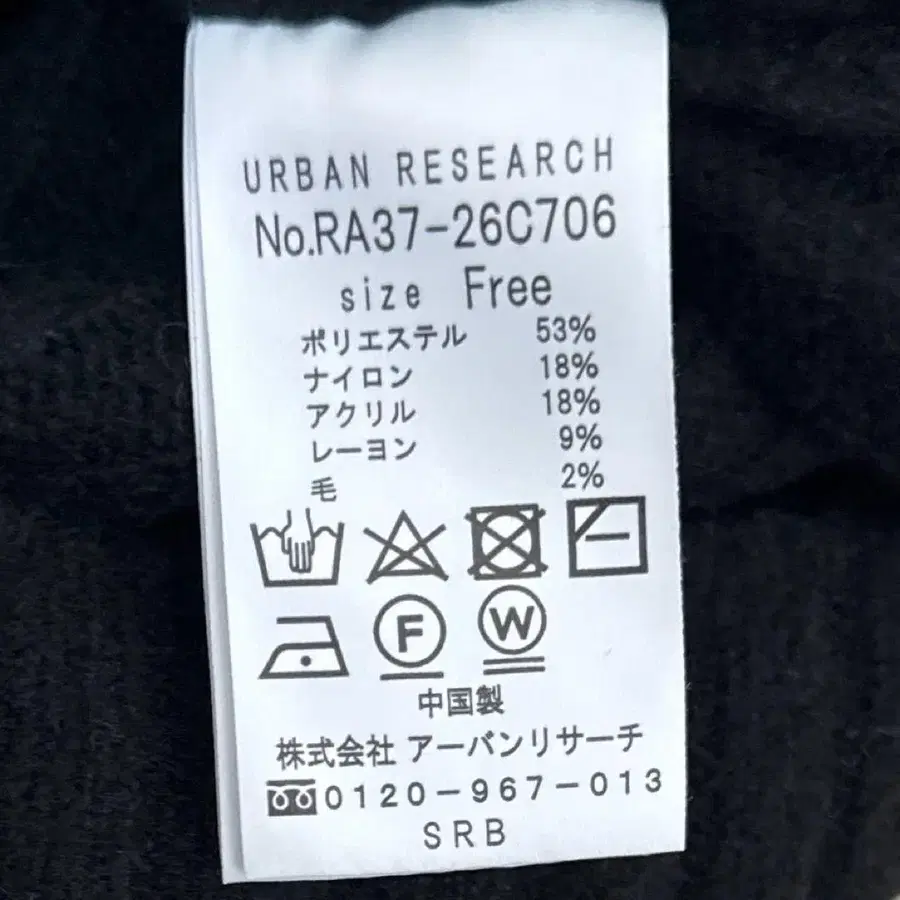 URBAN RESEARCH
No.RA37-26C706
size Free
ポリエステル 53%
ナイロン 18%
アクリル 18%
レーヨン 9%
毛 2%
F W
中国製
株式会社 アーバンリサーチ
0120-967-013
SRB